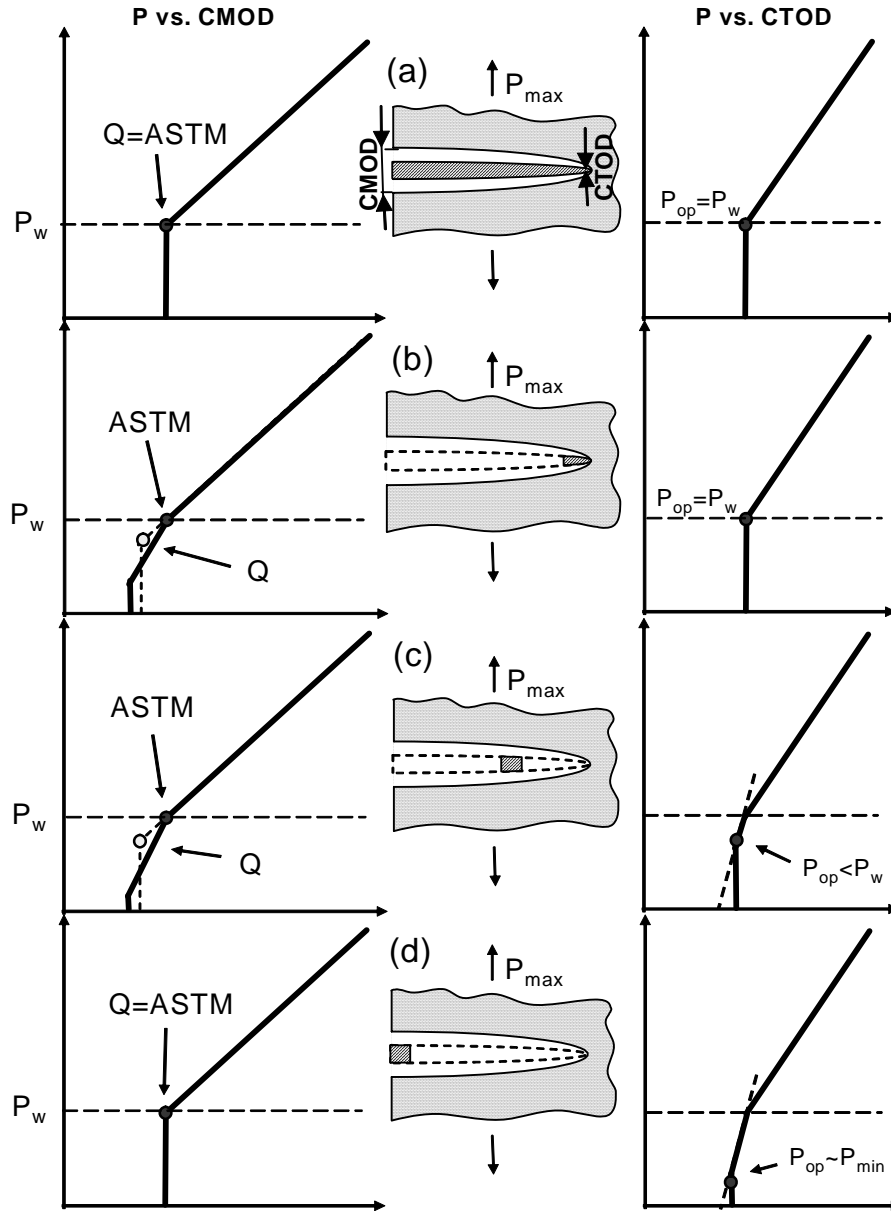 P vs. CMOD
P vs. CTOD
(a)
P_max
Q=ASTM
CMOD
CTOD
P_w
P_op=P_w
(b)
P_max
ASTM
P_w
Q
P_op=P_w
(c)
P_max
ASTM
P_w
Q
P_op<P_w
(d)
P_max
Q=ASTM
P_w
P_op~P_min